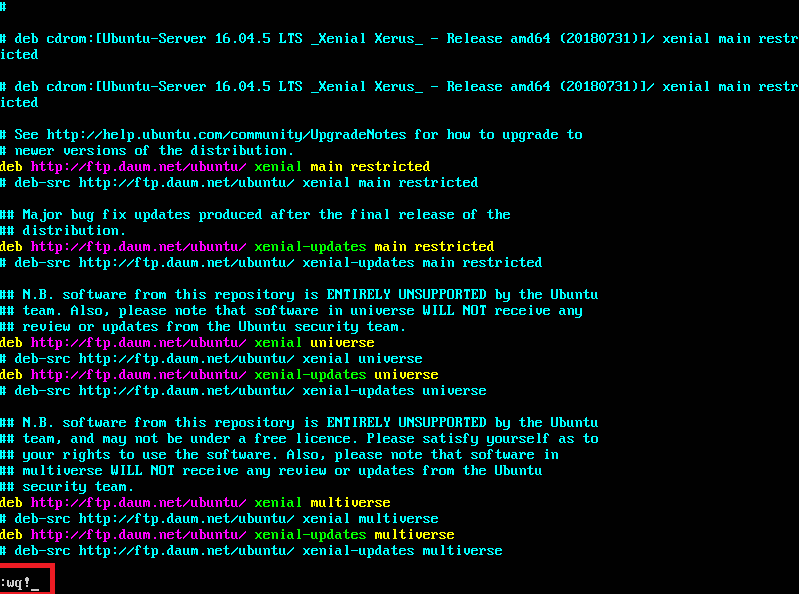 #
# deb cdrom:[Ubuntu-Server 16.04.5 LTS _Xenial Xerus_ - Release amd64 (20180731)]/ xenial main restr
icted
# deb cdrom:[Ubuntu-Server 16.04.5 LTS _Xenial Xerus_ - Release amd64 (20180731)]/ xenial main restr
icted
# See http://help.ubuntu.com/community/UpgradeNotes for how to upgrade to
# newer versions of the distribution.
deb http://ftp.daum.net/ubuntu/ xenial main restricted
# deb-src http://ftp.daum.net/ubuntu/ xenial main restricted
## Major bug fix updates produced after the final release of the
## distribution.
deb http://ftp.daum.net/ubuntu/ xenial-updates main restricted
# deb-src http://ftp.daum.net/ubuntu/ xenial-updates main restricted
## N.B. software from this repository is ENTIRELY UNSUPPORTED by the Ubuntu
## team. Also, please note that software in universe WILL NOT receive any
## review or updates from the Ubuntu security team.
deb http://ftp.daum.net/ubuntu/ xenial universe
# deb-src http://ftp.daum.net/ubuntu/ xenial universe
deb http://ftp.daum.net/ubuntu/ xenial-updates universe
# deb-src http://ftp.daum.net/ubuntu/ xenial-updates universe
## N.B. software from this repository is ENTIRELY UNSUPPORTED by the Ubuntu
## team, and may not be under a free licence. Please satisfy yourself as to
## your rights to use the software. Also, please note that software in
## multiverse WILL NOT receive any review or updates from the Ubuntu
## security team.
deb http://ftp.daum.net/ubuntu/ xenial multiverse
# deb-src http://ftp.daum.net/ubuntu/ xenial multiverse
deb http://ftp.daum.net/ubuntu/ xenial-updates multiverse
# deb-src http://ftp.daum.net/ubuntu/ xenial-updates multiverse
:wq!_